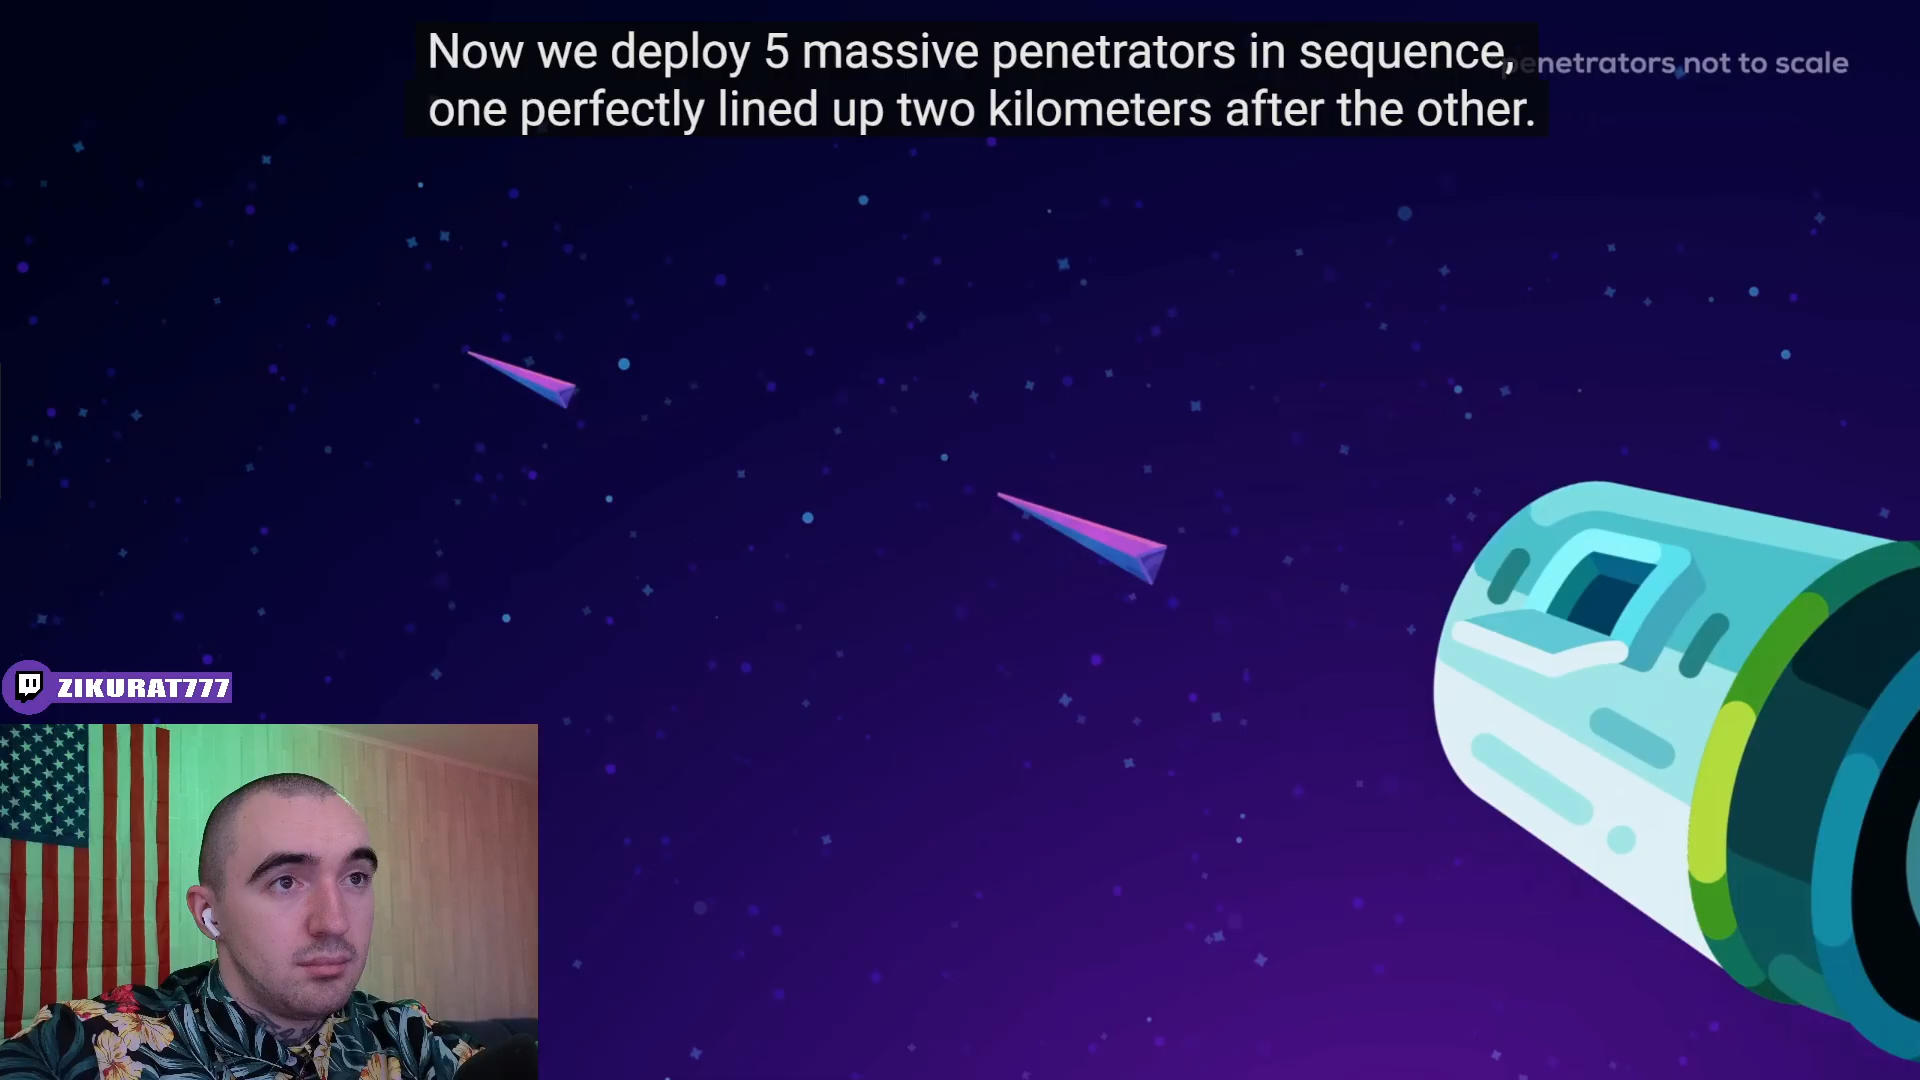 Now we deploy 5 massive penetrators in sequence,
one perfectly lined up two kilometers after the other.
penetrators not to scale
ZIKURAT777